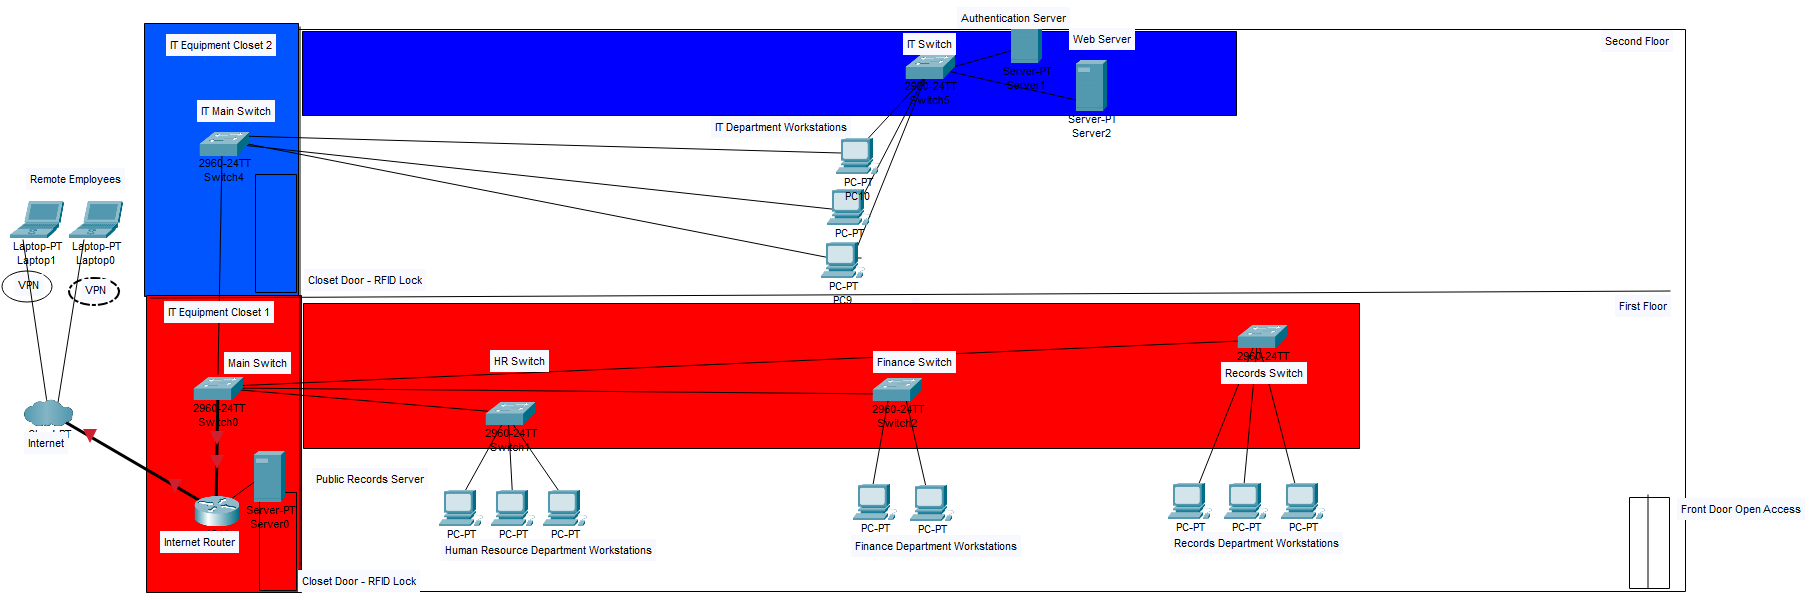 Authentication Server
IT Equipment Closet 2
IT Switch
Web Server
Second Floor
Server-PT
Server1
2960-24TT
Switch5
IT Main Switch
Server-PT
Server2
IT Department Workstations
2960-24TT
Switch4
Remote Employees
PC-PT
PC10
PC-PT
Laptop-PT
Laptop1
Laptop-PT
Laptop0
VPN
VPN
Closet Door - RFID Lock
PC-PT
PC9
IT Equipment Closet 1
First Floor
Main Switch
HR Switch
Finance Switch
2960-24TT
Records Switch
2960-24TT
Switch0
2960-24TT
Switch1
2960-24TT
Switch2
Internet
Public Records Server
Server-PT
Server0
Front Door Open Access
Internet Router
PC-PT
PC-PT
PC-PT
Human Resource Department Workstations
PC-PT
PC-PT
Finance Department Workstations
PC-PT
PC-PT
PC-PT
Records Department Workstations
Closet Door - RFID Lock